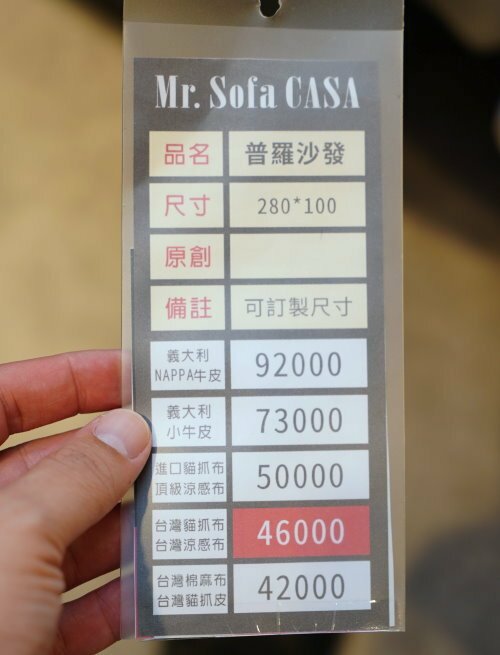 Mr. Sofa CASA
品名 普羅沙發
尺寸 280*100
原創
備註 可訂製尺寸
義大利
NAPPA牛皮
92000
義大利
小牛皮
73000
進口貓抓布
頂級涼感布
50000
台灣貓抓布
台灣涼感布
46000
台灣棉麻布
台灣貓抓皮
42000